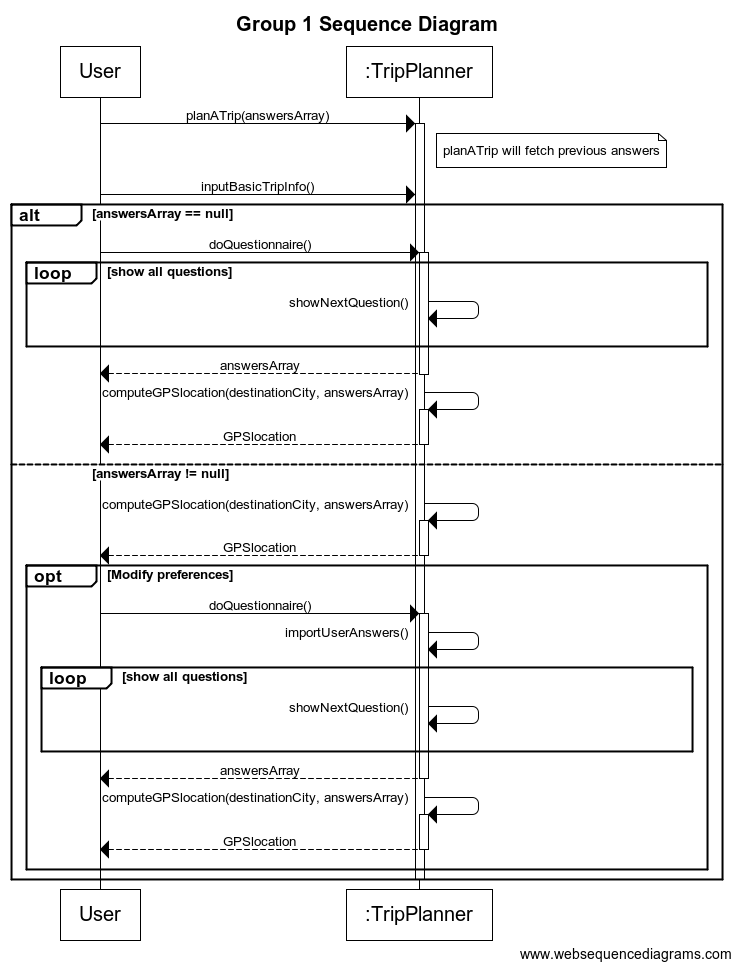 Group 1 Sequence Diagram
User
:TripPlanner
planATrip(answersArray)
planATrip will fetch previous answers
inputBasicTripInfo()
alt
[answersArray == null]
doQuestionnaire()
loop
[show all questions]
showNextQuestion()
answersArray
computeGPSlocation(destinationCity, answersArray)
GPSlocation
[answersArray != null]
computeGPSlocation(destinationCity, answersArray)
GPSlocation
opt
[Modify preferences]
doQuestionnaire()
importUserAnswers()
loop
[show all questions]
showNextQuestion()
answersArray
computeGPSlocation(destinationCity, answersArray)
GPSlocation
User
:TripPlanner
www.websequencediagrams.com